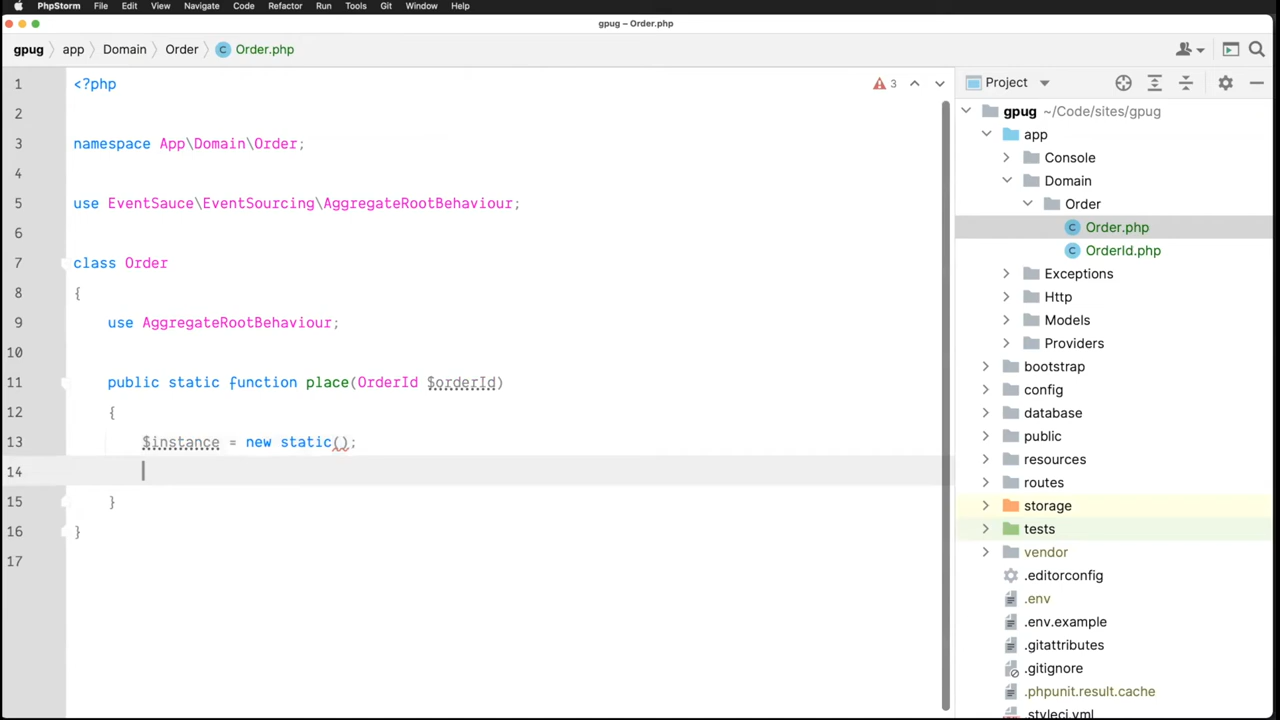 PhpStorm File Edit View Navigate Code Refactor Run Tools Git Window Help
gpug – Order.php
gpug app Domain Order C Order.php
Project
1 <?php
3
2
3 namespace App\Domain\Order;
4
5 use EventSauce\EventSourcing\AggregateRootBehaviour;
6
7 class Order
8 {
9 use AggregateRootBehaviour;
10
11 public static function place(OrderId $orderId)
12 {
13 $instance = new static();
14
15 }
16 }
17
gpug ~/Code/sites/gpug
app
Console
Domain
Order
C Order.php
C OrderId.php
Exceptions
Http
Models
Providers
bootstrap
config
database
public
resources
routes
storage
tests
vendor
.editorconfig
.env
.env.example
.gitattributes
.gitignore
.phpunit.result.cache
.styleci.yml